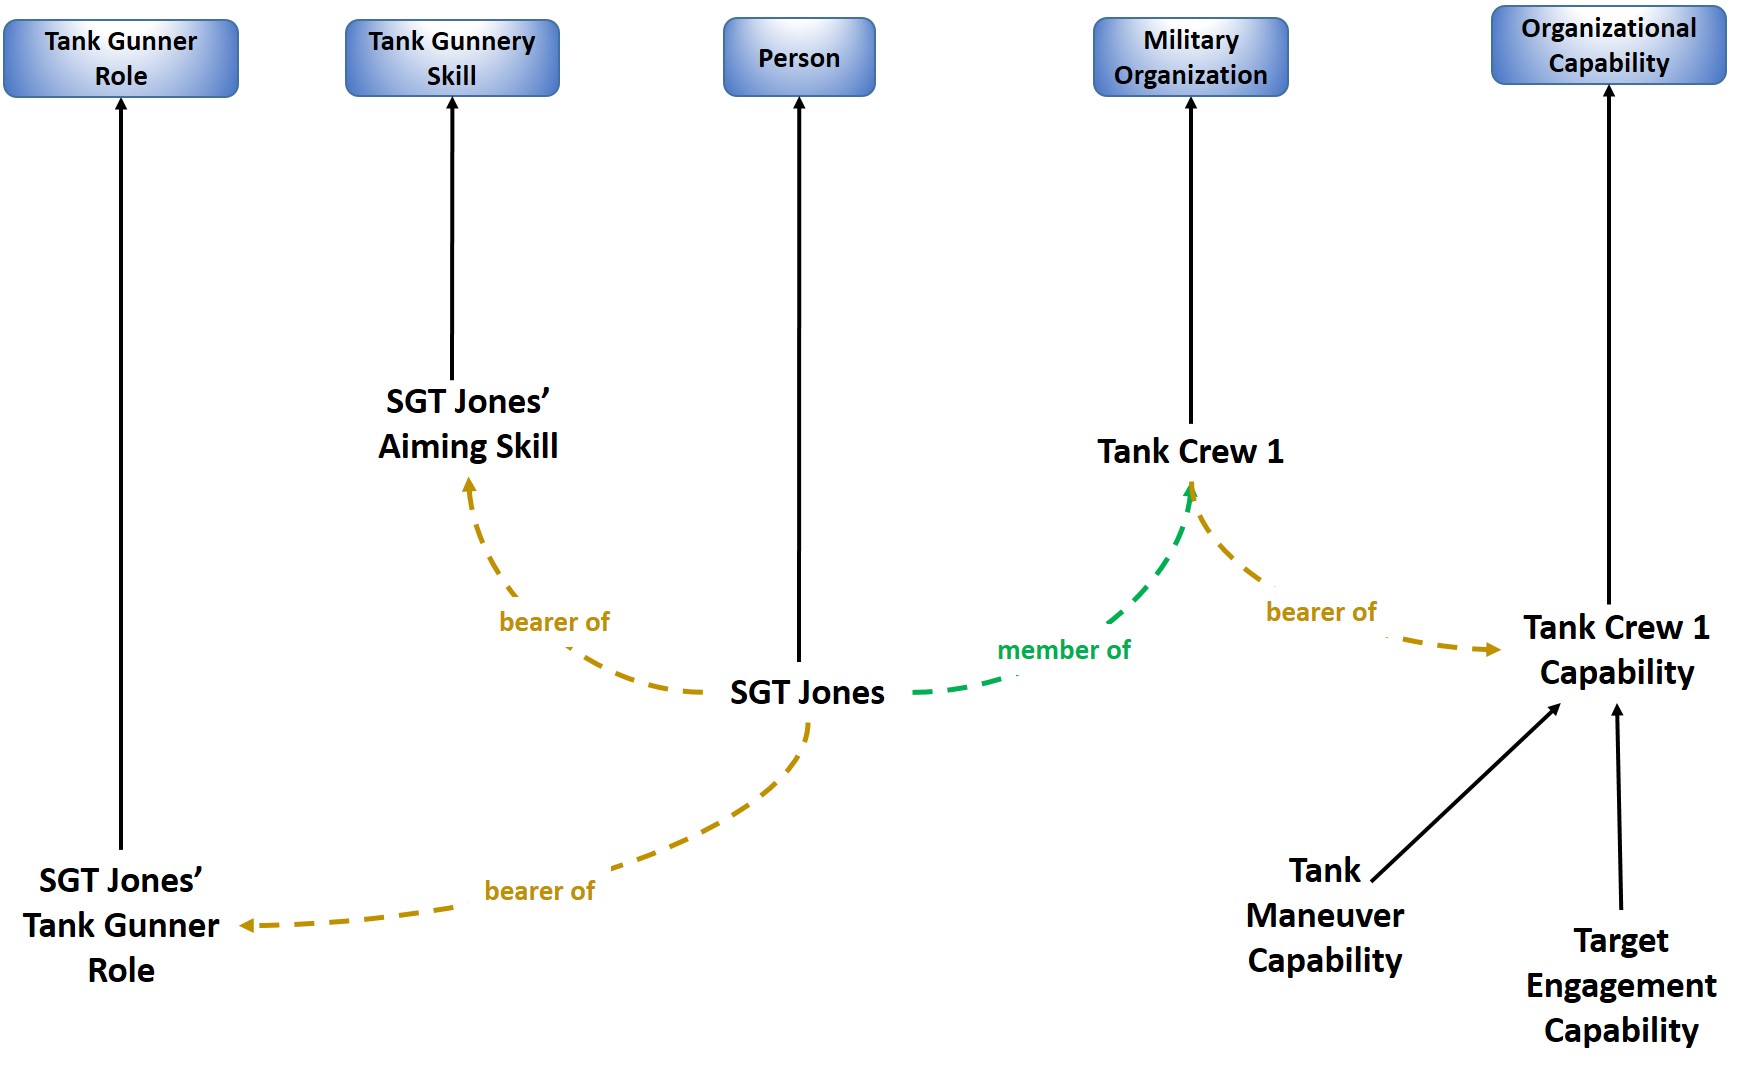 Tank Gunner
Role
Tank Gunnery
Skill
Person
Military
Organization
Organizational
Capability
SGT Jones’
Aiming Skill
Tank Crew 1
bearer of
member of
bearer of
SGT Jones
Tank Crew 1
Capability
SGT Jones’
Tank Gunner
Role
bearer of
Tank
Maneuver
Capability
Target
Engagement
Capability